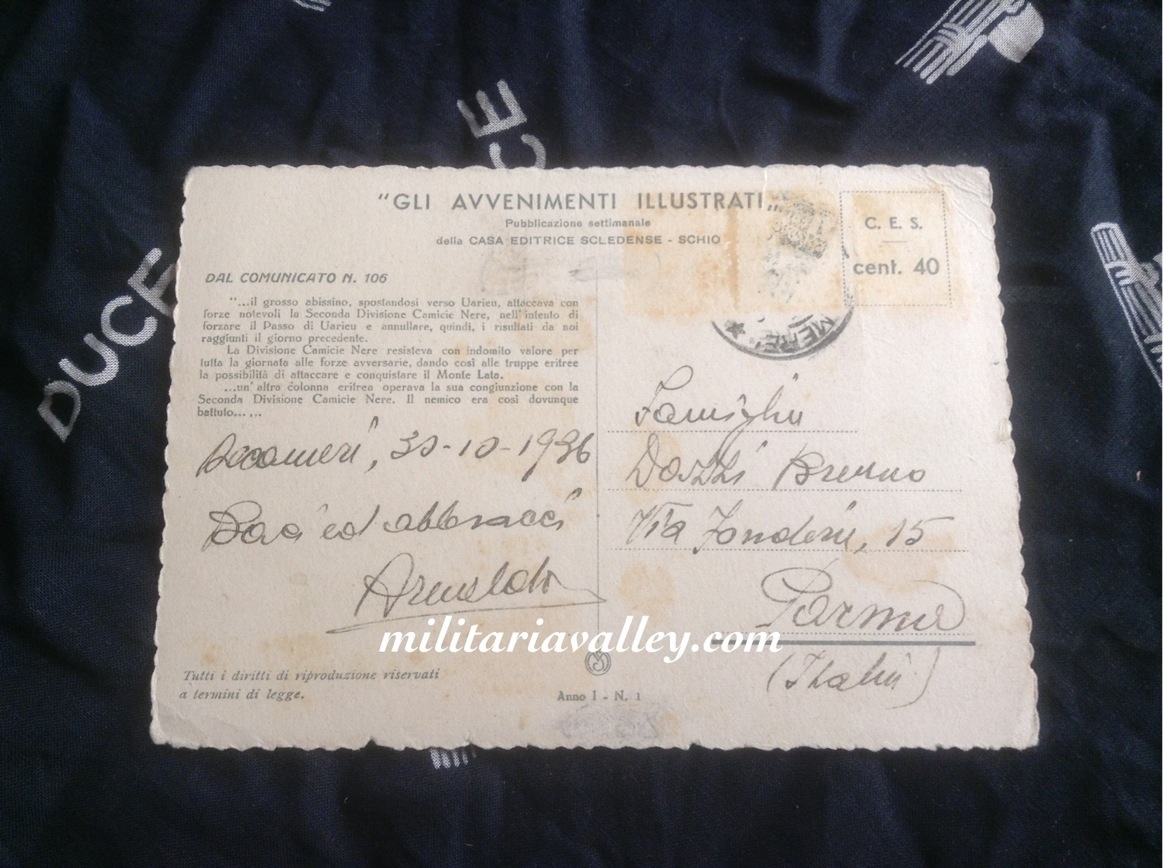 DUCE
DUCE
"GLI AVVENIMENTI ILLUSTRATI„
Pubblicazione settimanale
della CASA EDITRICE SCLEDENSE - SCHIO
C. E. S.
cent. 40
DAL COMUNICATO N. 106
"...il grosso abissino, spostandosi verso Uarieu, attaccava con
forze notevoli la Seconda Divisione Camicie Nere, nell'intento di
forzare il Passo di Uarieu e annullare, quindi, i risultati da noi
raggiunti il giorno precedente.
La Divisione Camicie Nere resisteva con indomito valore per
tutta la giornata alle forze avversarie, dando così alle truppe eritree
la possibilità di attaccare e conquistare il Monte Lata.
...un'altra colonna eritrea operava la sua congiunzione con la
Seconda Divisione Camicie Nere. Il nemico era così dovunque
battuto... ...
30-10-1936
Baci ed abbracci
Arnaldo
Famiglia
Bruno
Via 15
Parma
(Italia)
militariavalley.com
Tutti i diritti di riproduzione riservati
a termini di legge.
Anno I - N. 1